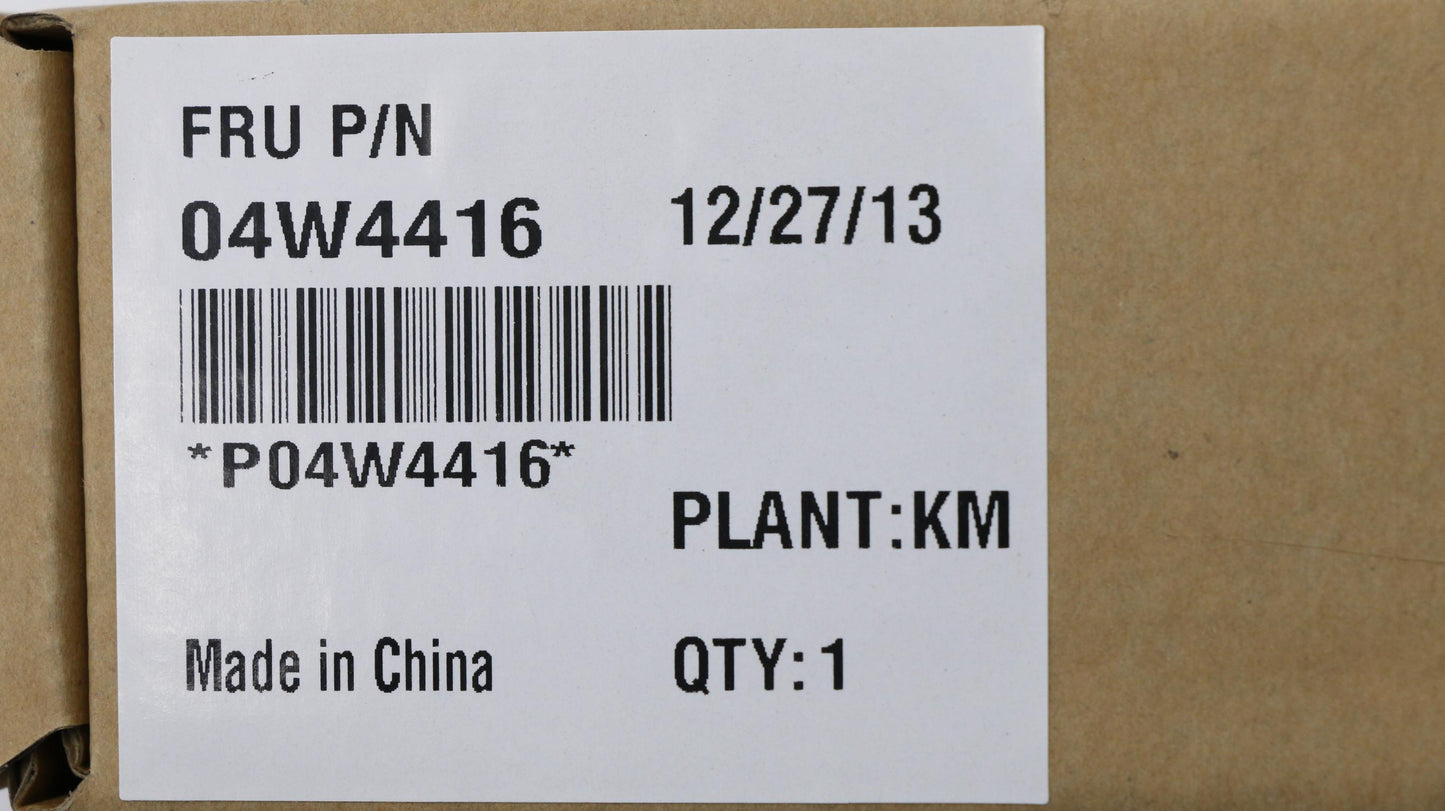 FRU P/N
04W4416
12/27/13
*P04W4416*
PLANT:KM
Made in China
QTY:1